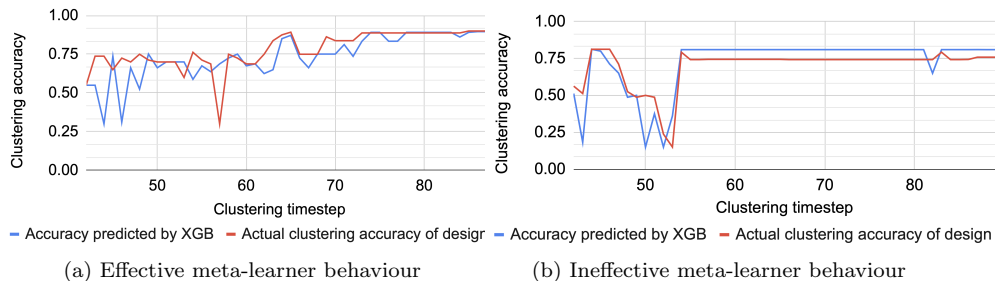 1.00
0.75
0.50
0.25
0.00
Clustering accuracy
50
60
70
80
Clustering timestep
Accuracy predicted by XGB
Actual clustering accuracy of design
(a) Effective meta-learner behaviour
1.00
0.75
0.50
0.25
0.00
Clustering accuracy
50
60
70
80
Clustering timestep
Accuracy predicted by XGB
Actual clustering accuracy of design
(b) Ineffective meta-learner behaviour